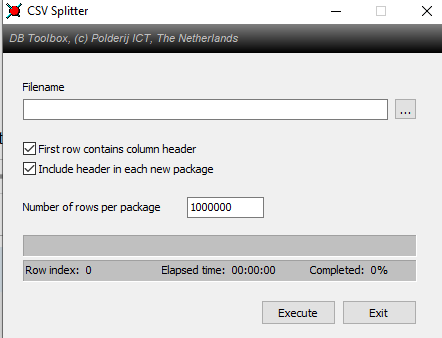 CSV Splitter
DB Toolbox, (c) Polderij ICT, The Netherlands
Filename
...
First row contains column header
Include header in each new package
Number of rows per package 1000000
Row index: 0 Elapsed time: 00:00:00 Completed: 0%
Execute Exit